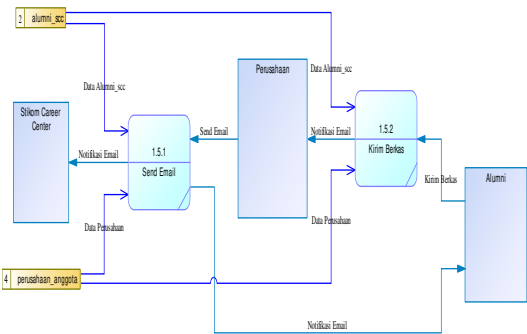 2 alumni_scc
Data Alumni_scc
Perusahaan
Data Alumni_scc
Stikom Career
Center
Send Email
Notifikasi Email
1.5.2
Kirim Berkas
1.5.1
Send Email
Notifikasi Email
Kirim Berkas
Alumni
Data Perusahaan
Data Perusahaan
4 perusahaan_anggota
Notifikasi Email